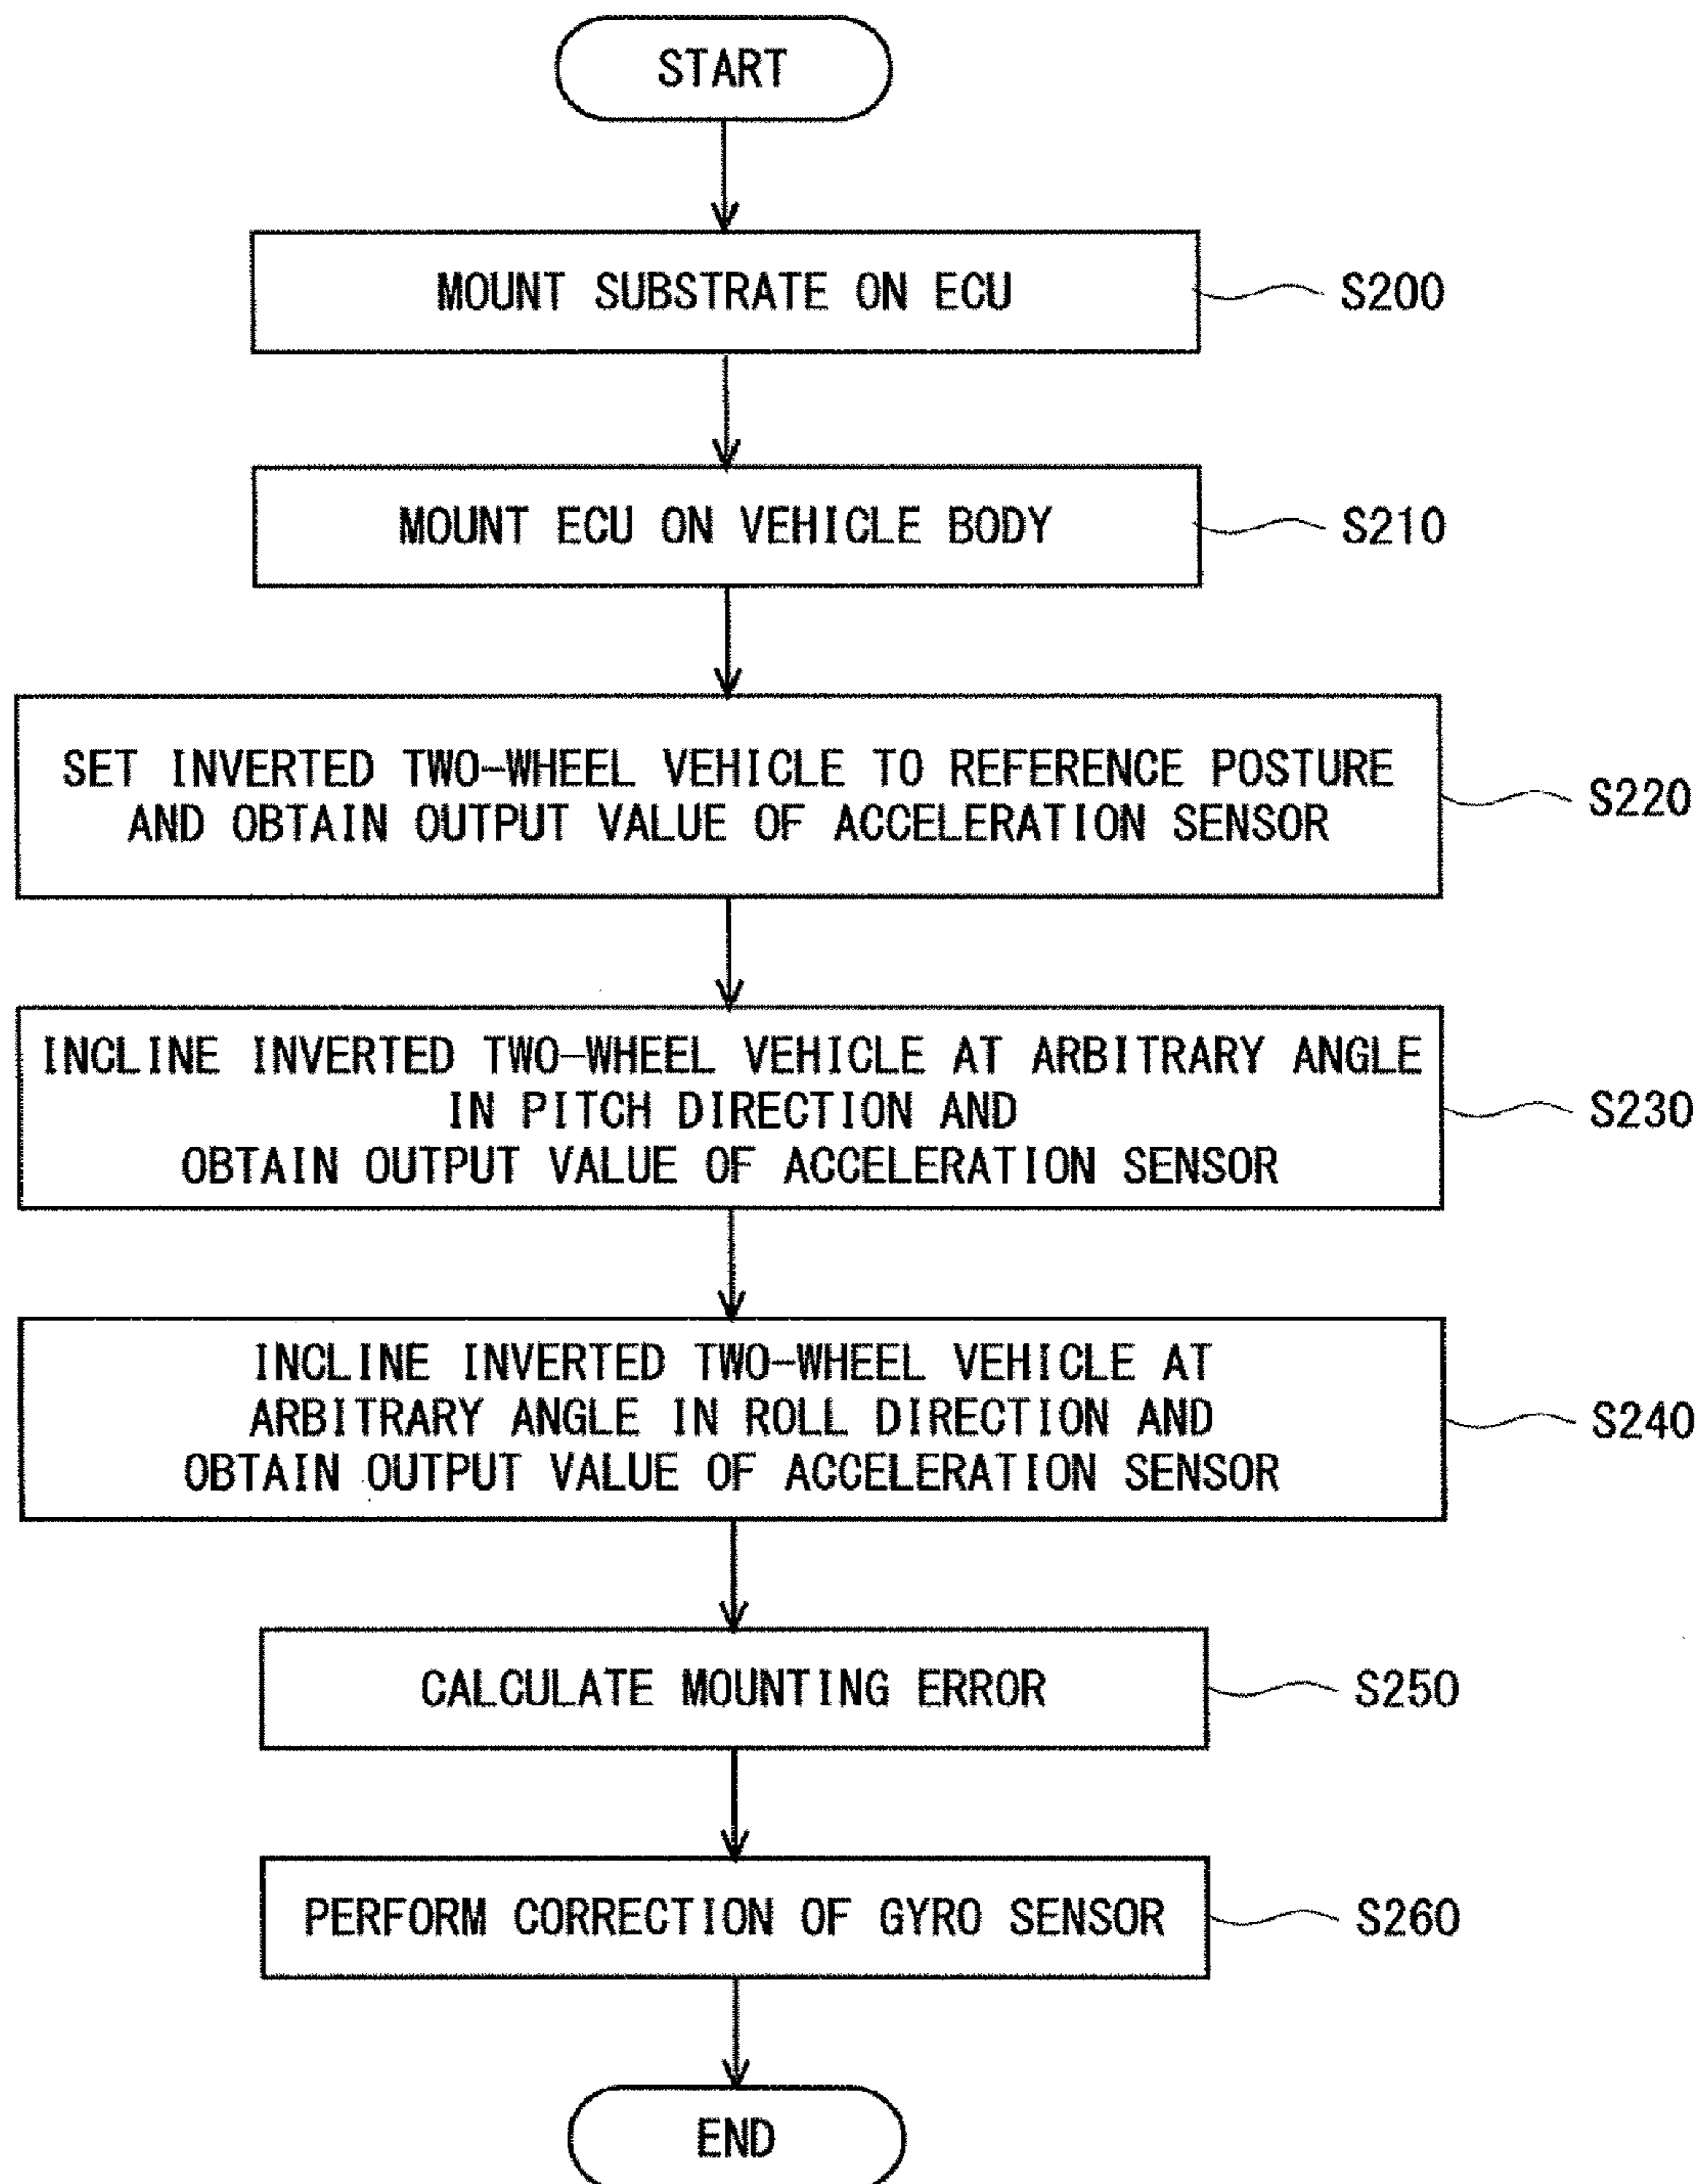 START
MOUNT SUBSTRATE ON ECU
S200
MOUNT ECU ON VEHICLE BODY
S210
SET INVERTED TWO-WHEEL VEHICLE TO REFERENCE POSTURE
AND OBTAIN OUTPUT VALUE OF ACCELERATION SENSOR
S220
INCLINE INVERTED TWO-WHEEL VEHICLE AT ARBITRARY ANGLE
IN PITCH DIRECTION AND
OBTAIN OUTPUT VALUE OF ACCELERATION SENSOR
S230
INCLINE INVERTED TWO-WHEEL VEHICLE AT
ARBITRARY ANGLE IN ROLL DIRECTION AND
OBTAIN OUTPUT VALUE OF ACCELERATION SENSOR
S240
CALCULATE MOUNTING ERROR
S250
PERFORM CORRECTION OF GYRO SENSOR
S260
END